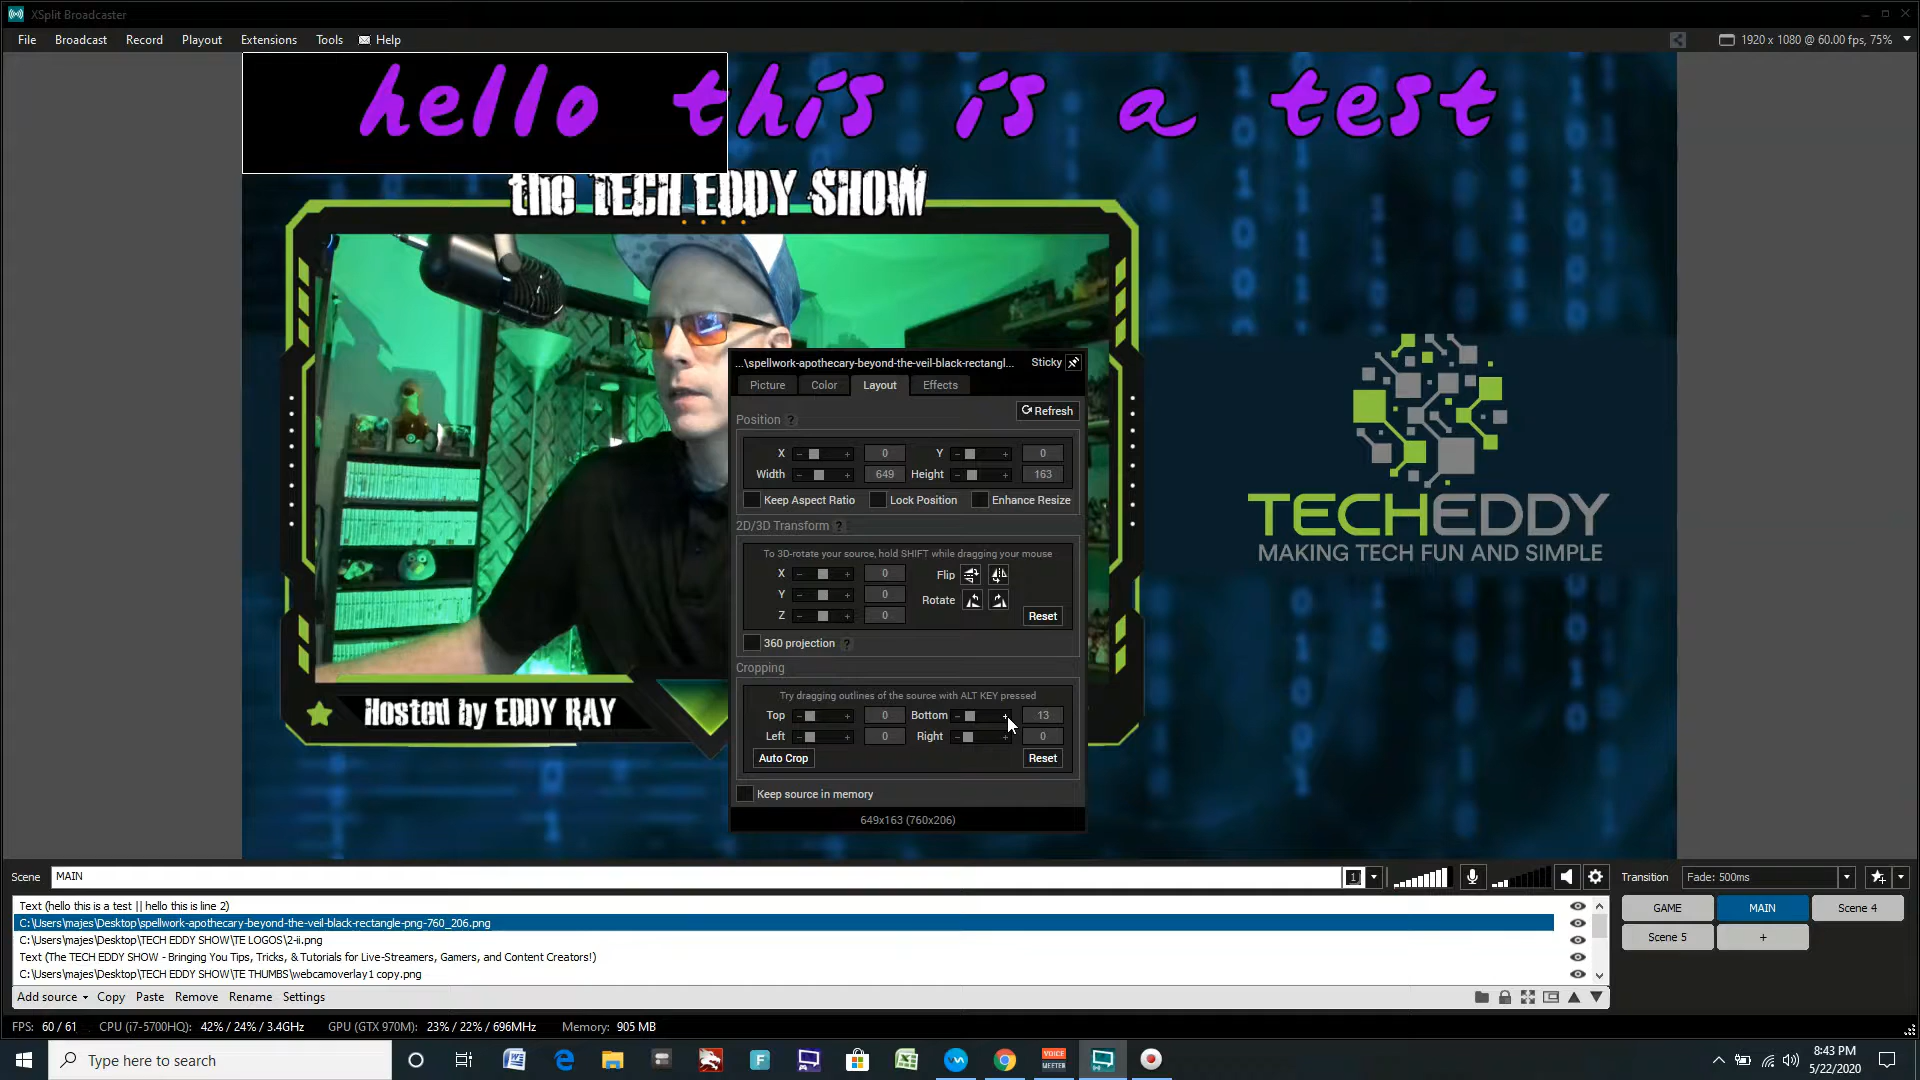 XSplit Broadcaster
File Broadcast Record Playout Extensions Tools Help
1920 x 1080 @ 60.00 fps, 75%
hello this is a test
the TECH EDDY SHOW
...\spellwork-apothecary-beyond-the-veil-black-rectangl... Sticky
Picture Color Layout Effects
Refresh
Position ?
X 0 Y 0
Width 649 Height 163
Keep Aspect Ratio Lock Position Enhance Resize
2D/3D Transform ?
To 3D-rotate your source, hold SHIFT while dragging your mouse
X 0 Flip
Y 0 Rotate
Z 0 Reset
360 projection ?
Cropping
Try dragging outlines of the source with ALT KEY pressed
Top 0 Bottom 13
Left 0 Right 0
Auto Crop Reset
Keep source in memory
649x163 (760x206)
TECHEDDY
MAKING TECH FUN AND SIMPLE
Hosted by EDDY RAY
Scene MAIN 1 Transition Fade: 500ms
Text (hello this is a test || hello this is line 2)
C:\Users\majes\Desktop\spellwork-apothecary-beyond-the-veil-black-rectangle-png-760_206.png
C:\Users\majes\Desktop\TECH EDDY SHOW\TE LOGOS\2-ii.png
Text (The TECH EDDY SHOW - Bringing You Tips, Tricks, & Tutorials for Live-Streamers, Gamers, and Content Creators!)
C:\Users\majes\Desktop\TECH EDDY SHOW\TE THUMBS\webcamoverlay1 copy.png
GAME MAIN Scene 4
Scene 5 +
Add source Copy Paste Remove Rename Settings
FPS: 60 / 61 CPU (i7-5700HQ): 42% / 24% / 3.4GHz GPU (GTX 970M): 23% / 22% / 696MHz Memory: 905 MB
Type here to search
VOICE
MEETER
8:43 PM
5/22/2020